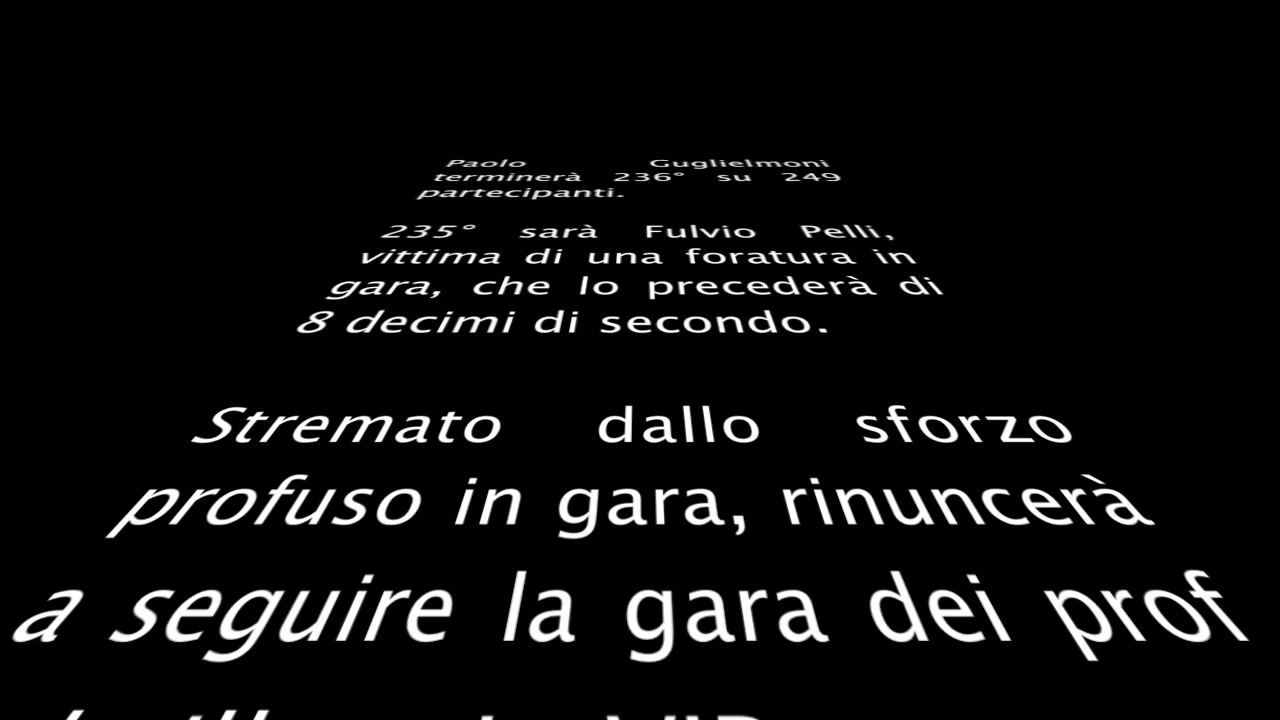 Paolo Guglielmoni
terminerà 236° su 249
partecipanti.
235° sarà Fulvio Pelli,
vittima di una foratura in
gara, che lo precederà di
8 decimi di secondo.
Stremato dallo sforzo
profuso in gara, rinuncerà
a seguire la gara dei prof